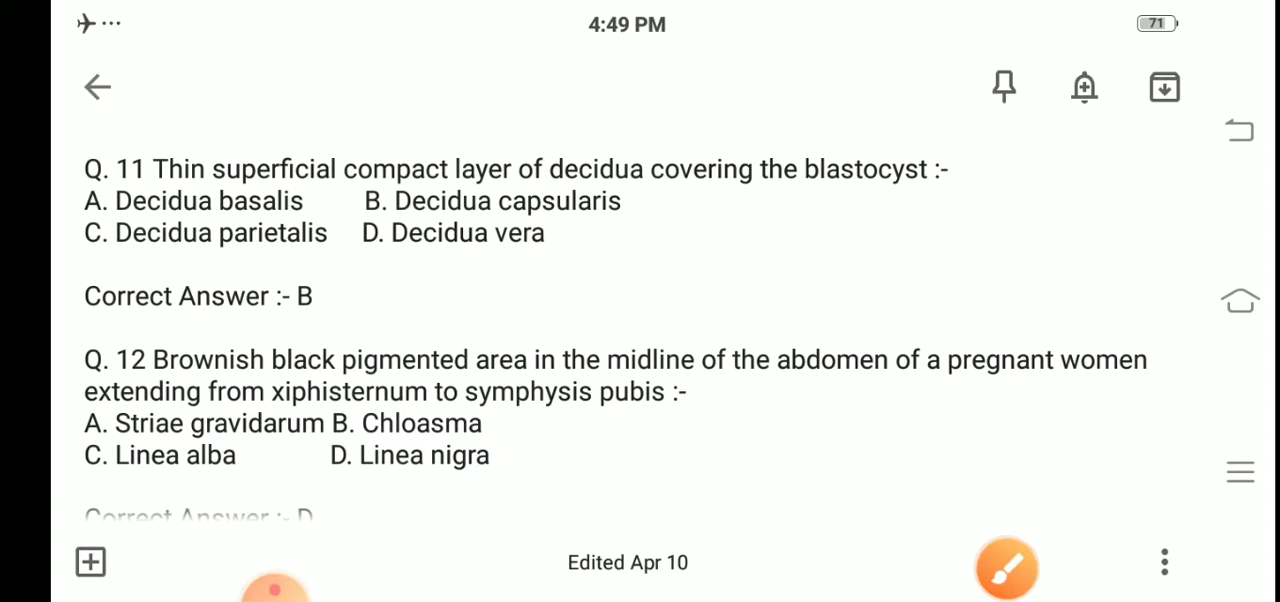 4:49 PM
71
Q. 11 Thin superficial compact layer of decidua covering the blastocyst :-
A. Decidua basalis B. Decidua capsularis
C. Decidua parietalis D. Decidua vera
Correct Answer :- B
Q. 12 Brownish black pigmented area in the midline of the abdomen of a pregnant women
extending from xiphisternum to symphysis pubis :-
A. Striae gravidarum B. Chloasma
C. Linea alba D. Linea nigra
Correct Answer :- D
Edited Apr 10